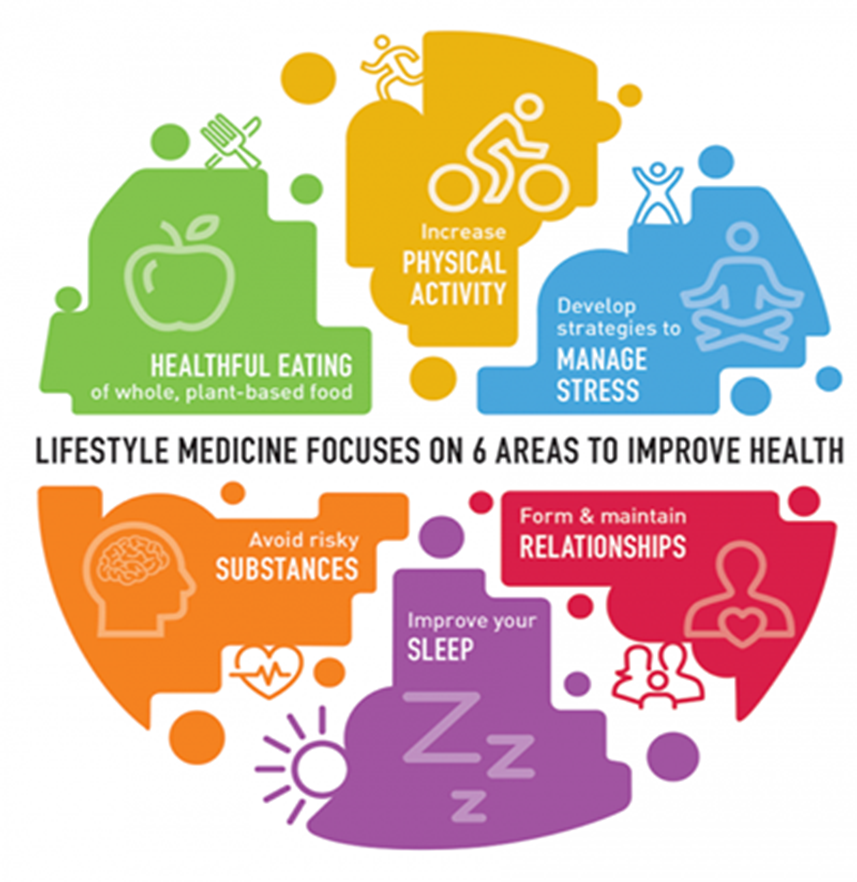 Increase
PHYSICAL
ACTIVITY
HEALTHFUL EATING
of whole, plant-based food
Develop
strategies to
MANAGE
STRESS
LIFESTYLE MEDICINE FOCUSES ON 6 AREAS TO IMPROVE HEALTH
Avoid risky
SUBSTANCES
Improve your
SLEEP
Z
Z
Z
Form & maintain
RELATIONSHIPS